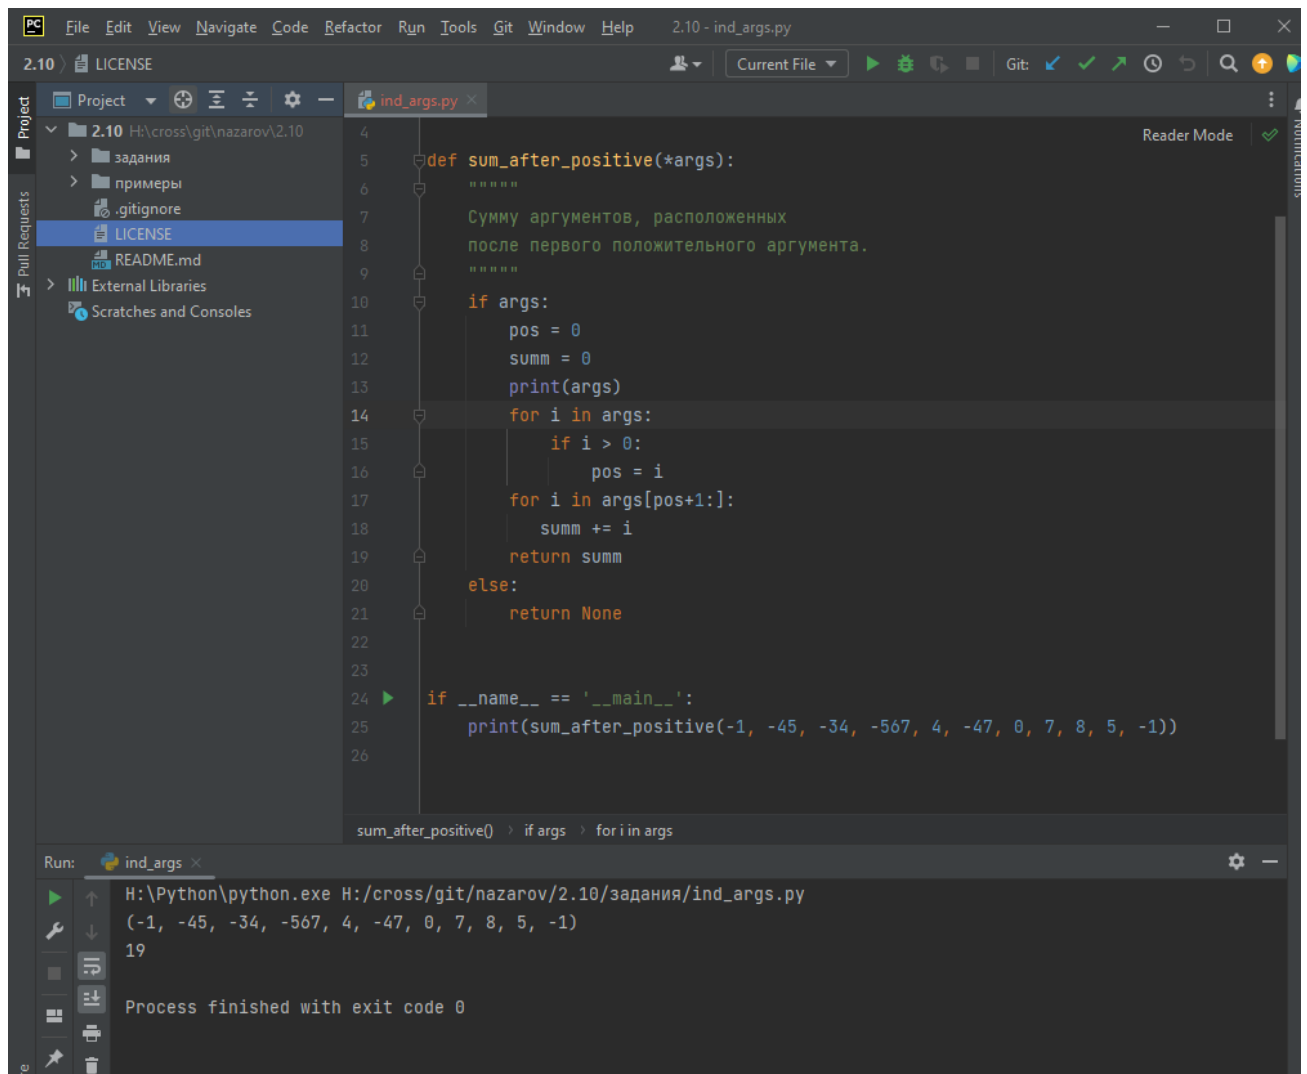 PC File Edit View Navigate Code Refactor Run Tools Git Window Help 2.10 - ind_args.py
2.10 LICENSE Current File Git:
Project
Project
ind_args.py
Reader Mode
Notifications
2.10 H:\cross\git\nazarov\2.10
задания
примеры
.gitignore
LICENSE
README.md
External Libraries
Scratches and Consoles
Pull Requests
4
5 def sum_after_positive(*args):
6 """""
7 Сумму аргументов, расположенных
8 после первого положительного аргумента.
9 """""
10 if args:
11 pos = 0
12 summ = 0
13 print(args)
14 for i in args:
15 if i > 0:
16 pos = i
17 for i in args[pos+1:]:
18 summ += i
19 return summ
20 else:
21 return None
22
23
24 if __name__ == '__main__':
25 print(sum_after_positive(-1, -45, -34, -567, 4, -47, 0, 7, 8, 5, -1))
26
sum_after_positive() › if args › for i in args
Run: ind_args
H:\Python\python.exe H:/cross/git/nazarov/2.10/задания/ind_args.py
(-1, -45, -34, -567, 4, -47, 0, 7, 8, 5, -1)
19
Process finished with exit code 0